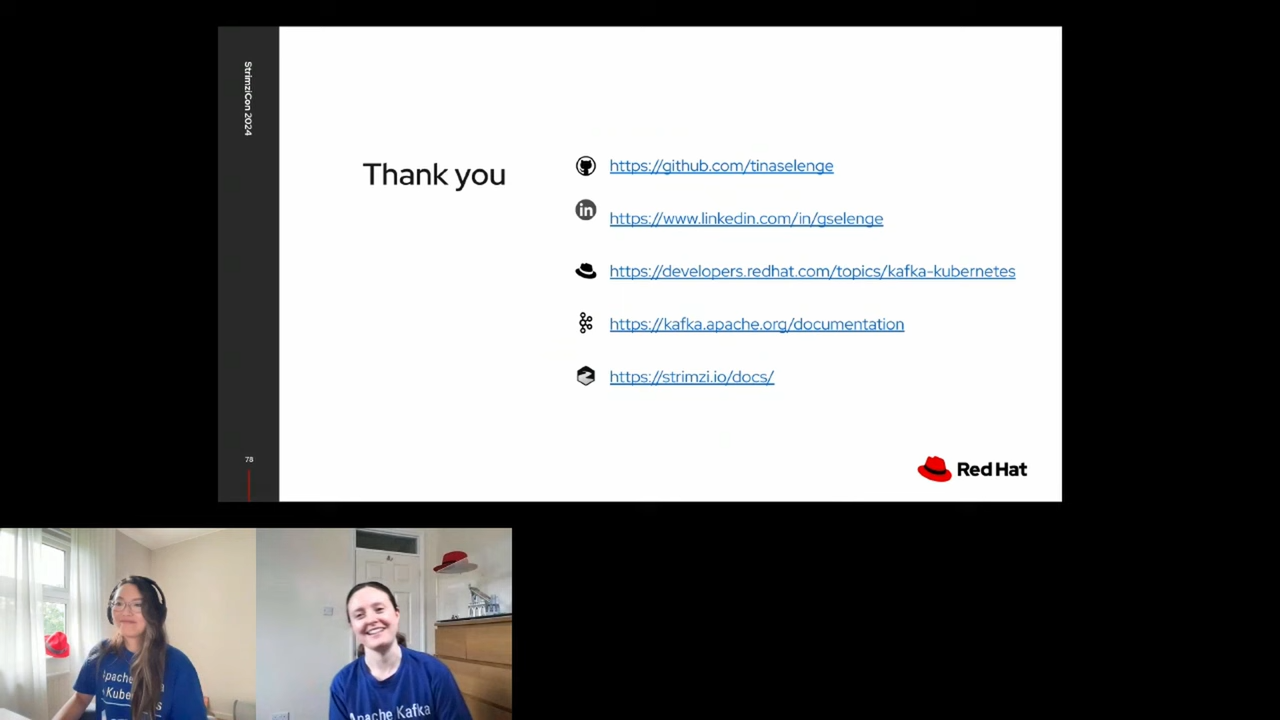 StrimziCon 2024
Thank you
https://github.com/tinaselenge
in
https://www.linkedin.com/in/gselenge
https://developers.redhat.com/topics/kafka-kubernetes
https://kafka.apache.org/documentation
https://strimzi.io/docs/
78
Red Hat
Apache Kafka